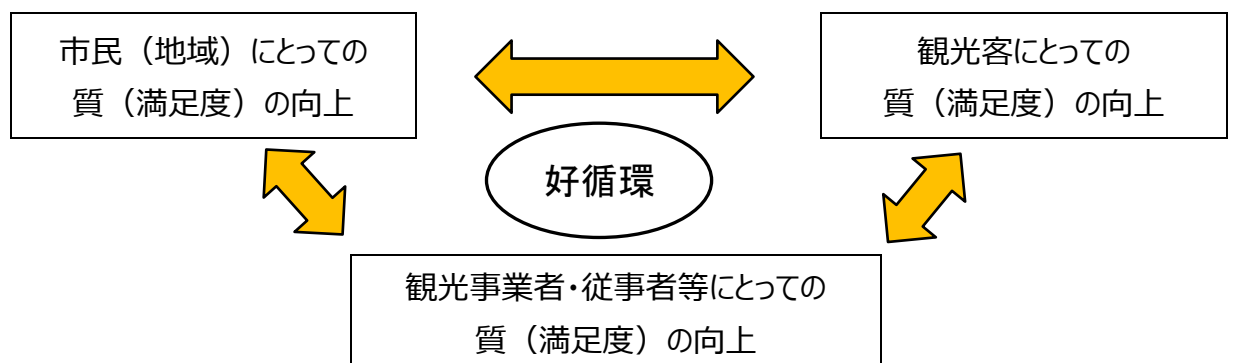 市民（地域）にとっての
質（満足度）の向上
観光客にとっての
質（満足度）の向上
好循環
観光事業者・従事者等にとっての
質（満足度）の向上